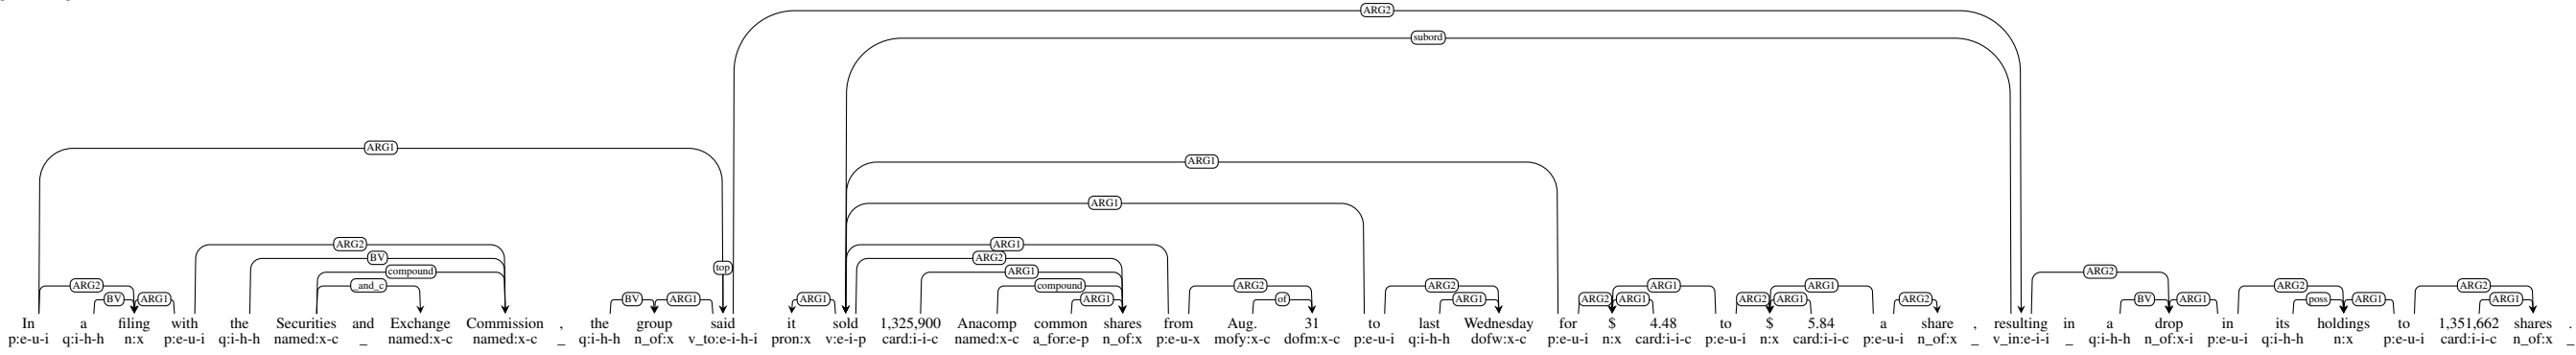 ARG2
subord
ARG1
ARG1
ARG1
ARG2 ARG1
BV ARG2
top
compound ARG1 ARG2
ARG2 _and_c compound ARG2 ARG2 ARG1 ARG1 ARG2 ARG2
BV ARG1 BV ARG1 ARG1 ARG1 of ARG1 ARG2 ARG1 ARG2 ARG1 ARG2 BV ARG1 poss ARG1 ARG1
In a filing with the Securities and Exchange Commission , the group said it sold 1,325,900 Anacomp common shares from Aug. 31 to last Wednesday for $ 4.48 to $ 5.84 a share , resulting in a drop in its holdings to 1,351,662 shares .
p:e-u-i q:i-h-h n:x p:e-u-i q:i-h-h named:x-c _ named:x-c named:x-c _ q:i-h-h n_of:x v_to:e-i-h-i pron:x v:e-i-p card:i-i-c named:x-c a_for:e-p n_of:x p:e-u-x mofy:x-c dofm:x-c p:e-u-i q:i-h-h dofw:x-c p:e-u-i n:x card:i-i-c p:e-u-i n:x card:i-i-c p:e-u-i n_of:x _ v_in:e-i-i _ q:i-h-h n_of:x-i p:e-u-i q:i-h-h n:x p:e-u-i card:i-i-c n_of:x _